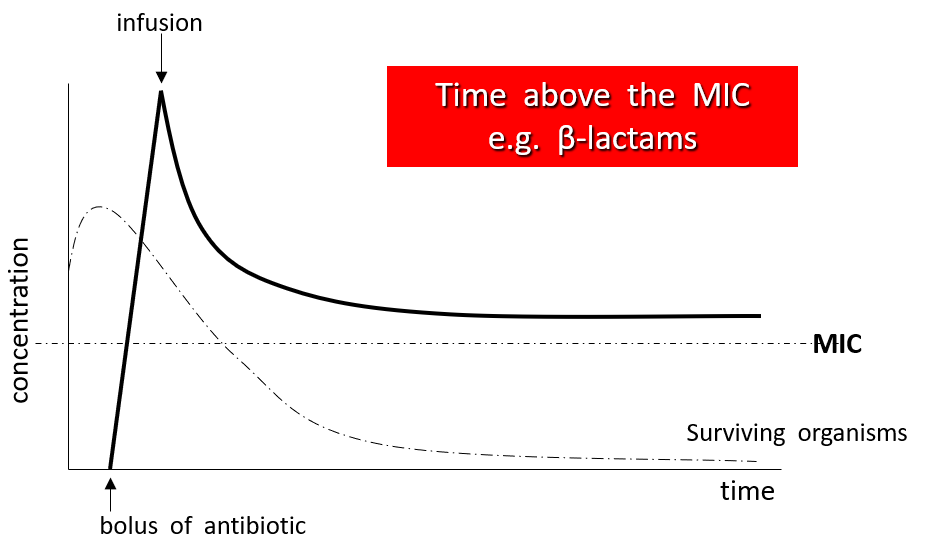 infusion
Time above the MIC
e.g. β-lactams
concentration
MIC
Surviving organisms
time
bolus of antibiotic